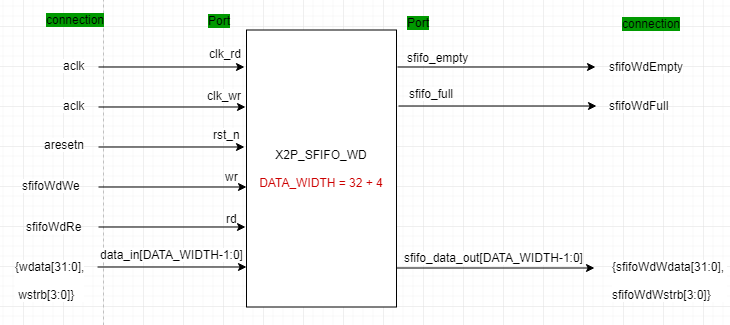 connection Port Port connection
aclk clk_rd sfifo_empty sfifoWdEmpty
aclk clk_wr sfifo_full sfifoWdFull
aresetn rst_n
X2P_SFIFO_WD
sfifoWdWe wr DATA_WIDTH = 32 + 4
sfifoWdRe rd
{wdata[31:0], data_in[DATA_WIDTH-1:0] sfifo_data_out[DATA_WIDTH-1:0] {sfifoWdWdata[31:0],
wstrb[3:0]} sfifoWdWstrb[3:0]}